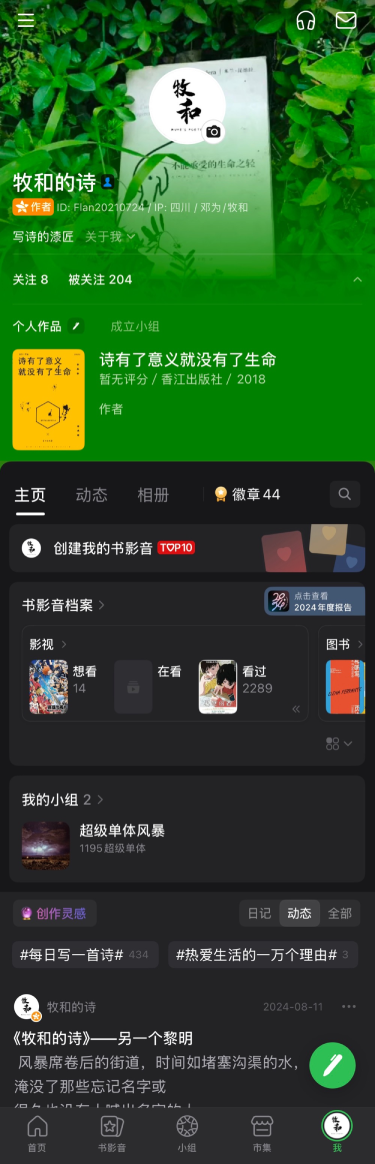 牧和
不能承受的生命之轻
牧和的诗
作者 ID: Flan20210724 / IP: 四川 / 邓为/牧和
写诗的漆匠 关于我
关注 8 被关注 204
个人作品 成立小组
诗有了意义
就没有了生命
诗有了意义就没有了生命
暂无评分 / 香江出版社 / 2018
作者
主页 动态 相册 徽章 44
牧和
创建我的书影音 TOP10
书影音档案
点击查看
2024年度报告
影视
图书
想看
14
在看
看过
2289
我的小组 2
超级单体风暴
1195 超级单体
创作灵感
日记 动态 全部
#每日写一首诗# 434
#热爱生活的一万个理由# 3
牧和的诗
2024-08-11
《牧和的诗》——另一个黎明
风暴席卷后的街道，时间如堵塞沟渠的水，
淹没了那些忘记名字或
首页 书影音 小组 市集 我